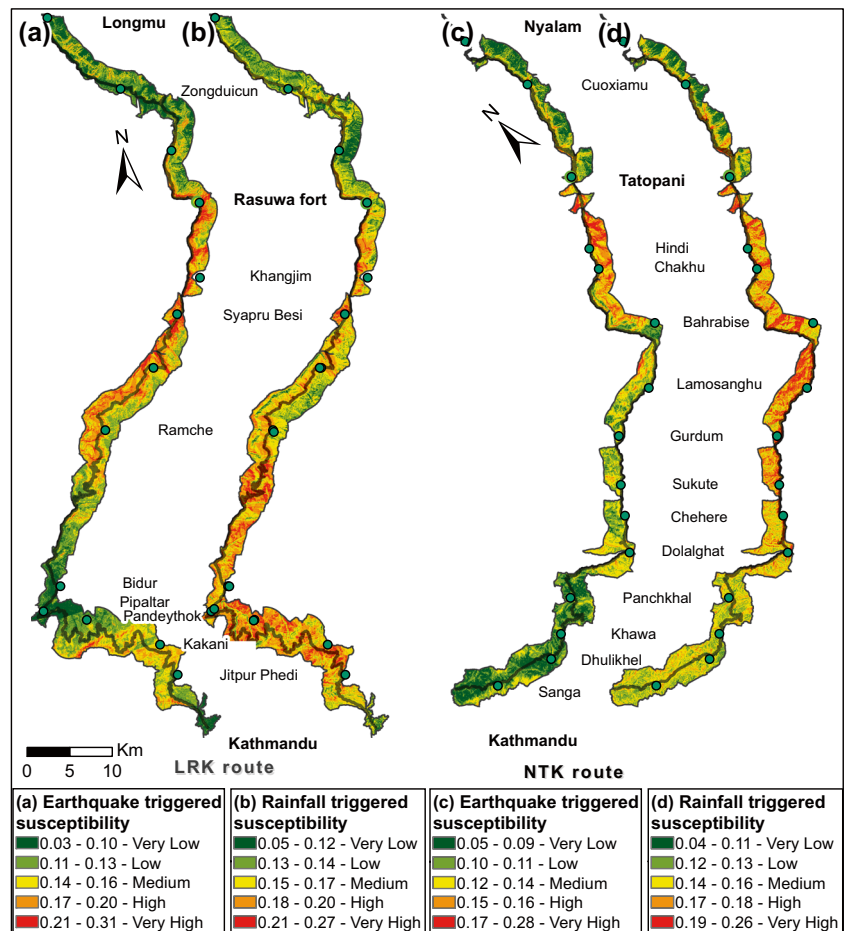 (a)
Longmu
(b)
(c)
Nyalam
(d)
Zongduicun
Cuoxiamu
N
N
Rasuwa fort
Tatopani
Khangjim
Hindi
Chakhu
Syapru Besi
Bahrabise
Lamosanghu
Ramche
Gurdum
Sukute
Chehere
Dolalghat
Bidur
Pipaltar
Pandeythok
Panchkhal
Kakani
Khawa
Jitpur Phedi
Dhulikhel
Sanga
Kathmandu
Kathmandu
Km
0 5 10
LRK route
NTK route
(a) Earthquake triggered
susceptibility
0.03 - 0.10 - Very Low
0.11 - 0.13 - Low
0.14 - 0.16 - Medium
0.17 - 0.20 - High
0.21 - 0.31 - Very High
(b) Rainfall triggered
susceptibility
0.05 - 0.12 - Very Low
0.13 - 0.14 - Low
0.15 - 0.17 - Medium
0.18 - 0.20 - High
0.21 - 0.27 - Very High
(c) Earthquake triggered
susceptibility
0.05 - 0.09 - Very Low
0.10 - 0.11 - Low
0.12 - 0.14 - Medium
0.15 - 0.16 - High
0.17 - 0.28 - Very High
(d) Rainfall triggered
susceptibility
0.04 - 0.11 - Very Low
0.12 - 0.13 - Low
0.14 - 0.16 - Medium
0.17 - 0.18 - High
0.19 - 0.26 - Very High